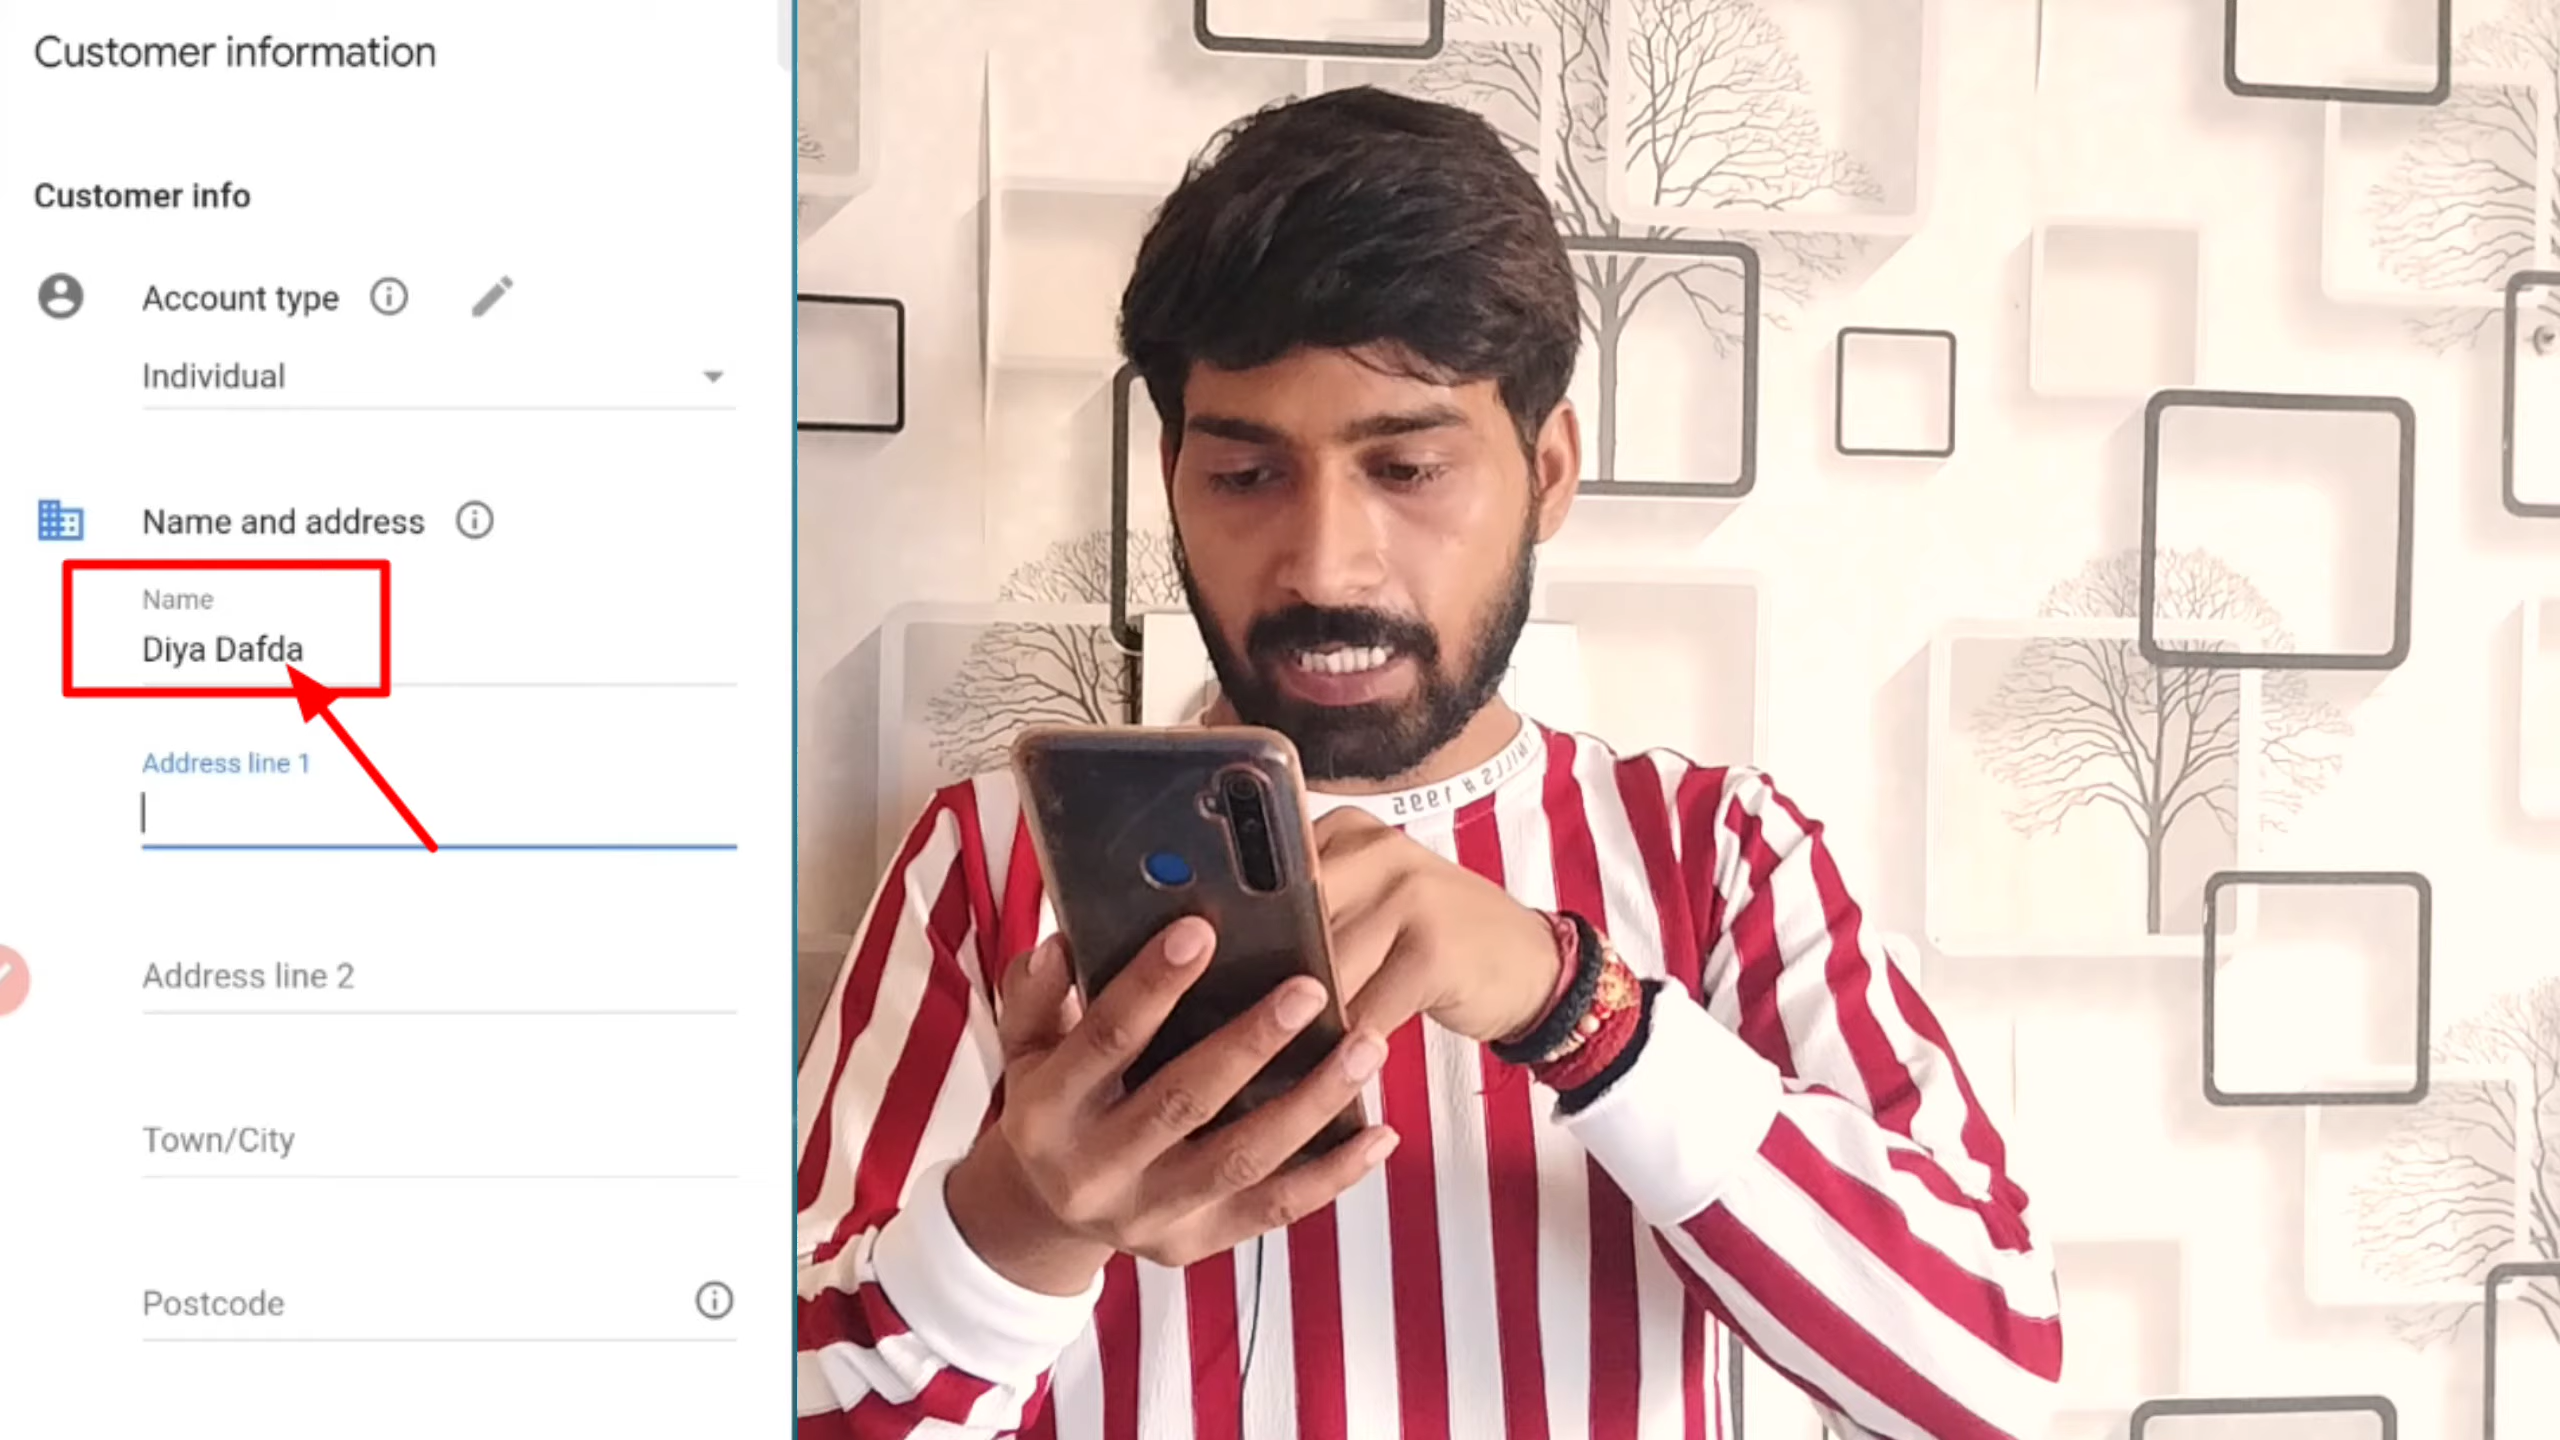 Customer information
Customer info
Account type
Individual
Name and address
Name
Diya Dafda
Address line 1
Address line 2
Town/City
Postcode
# 1995